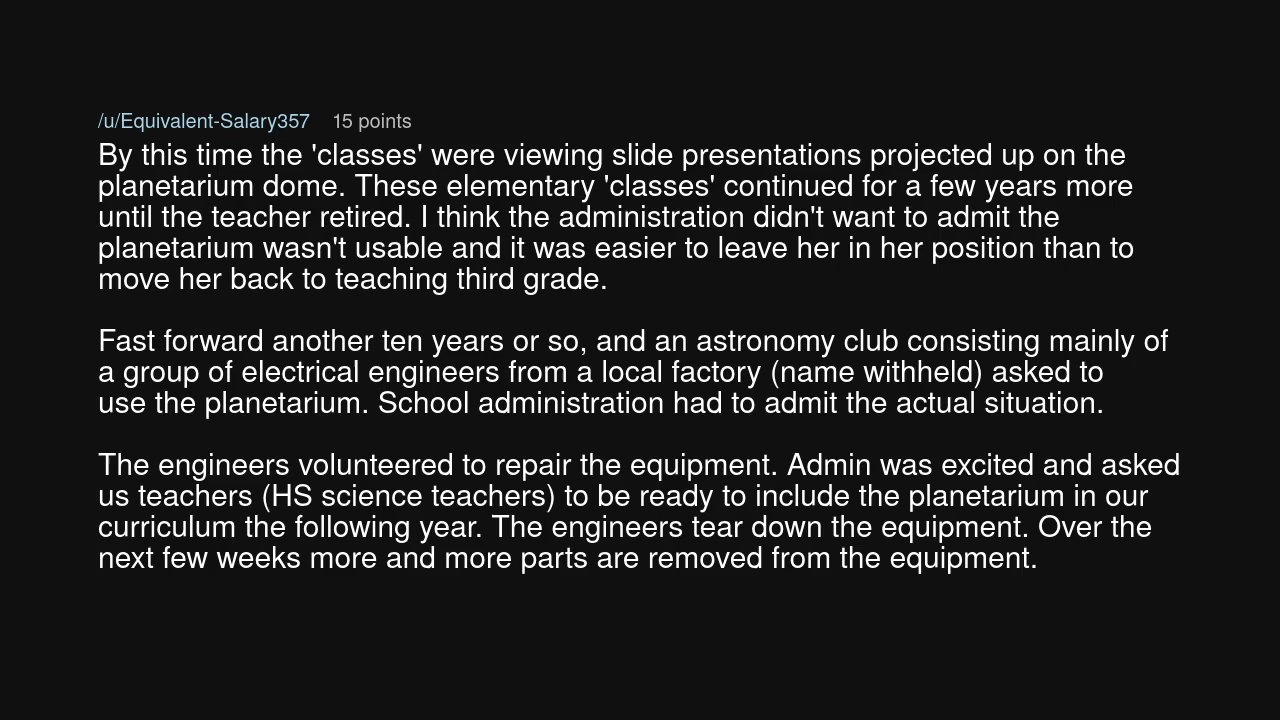 /u/Equivalent-Salary357 15 points
By this time the 'classes' were viewing slide presentations projected up on the
planetarium dome. These elementary 'classes' continued for a few years more
until the teacher retired. I think the administration didn't want to admit the
planetarium wasn't usable and it was easier to leave her in her position than to
move her back to teaching third grade.
Fast forward another ten years or so, and an astronomy club consisting mainly of
a group of electrical engineers from a local factory (name withheld) asked to
use the planetarium. School administration had to admit the actual situation.
The engineers volunteered to repair the equipment. Admin was excited and asked
us teachers (HS science teachers) to be ready to include the planetarium in our
curriculum the following year. The engineers tear down the equipment. Over the
next few weeks more and more parts are removed from the equipment.